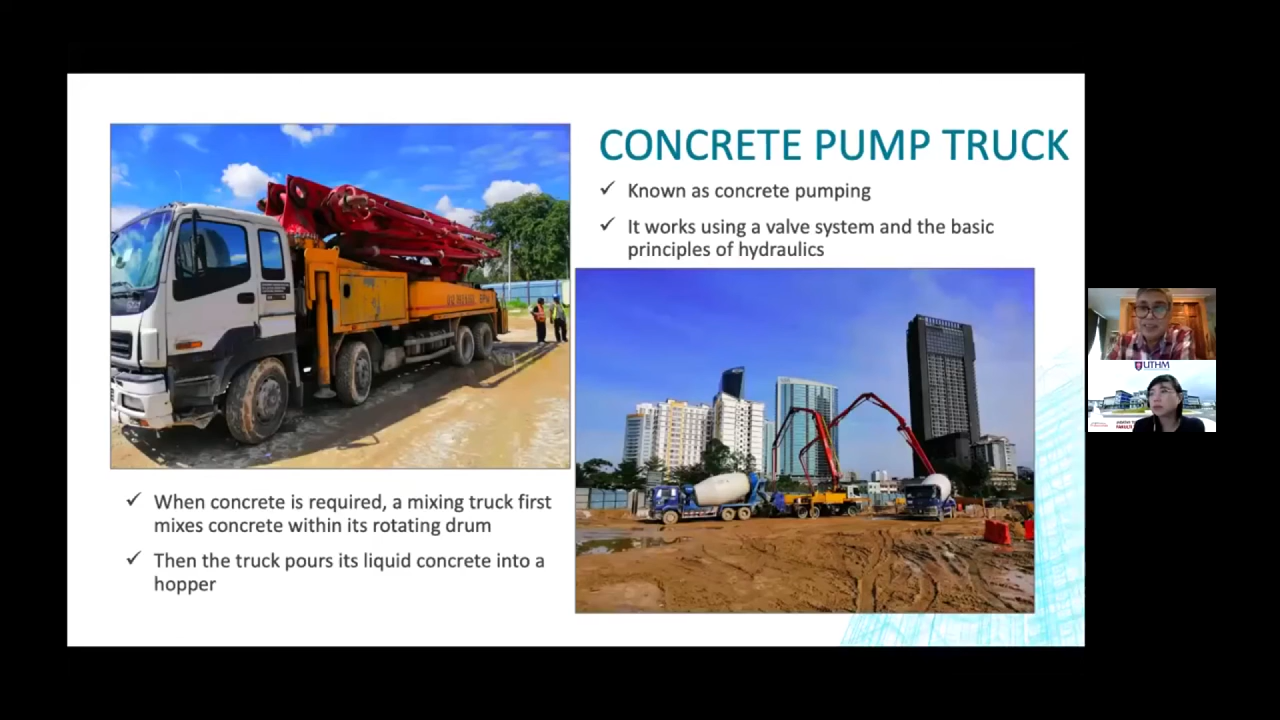 CONCRETE PUMP TRUCK
✓ Known as concrete pumping
✓ It works using a valve system and the basic
principles of hydraulics
✓ When concrete is required, a mixing truck first
mixes concrete within its rotating drum
✓ Then the truck pours its liquid concrete into a
hopper
UTHM